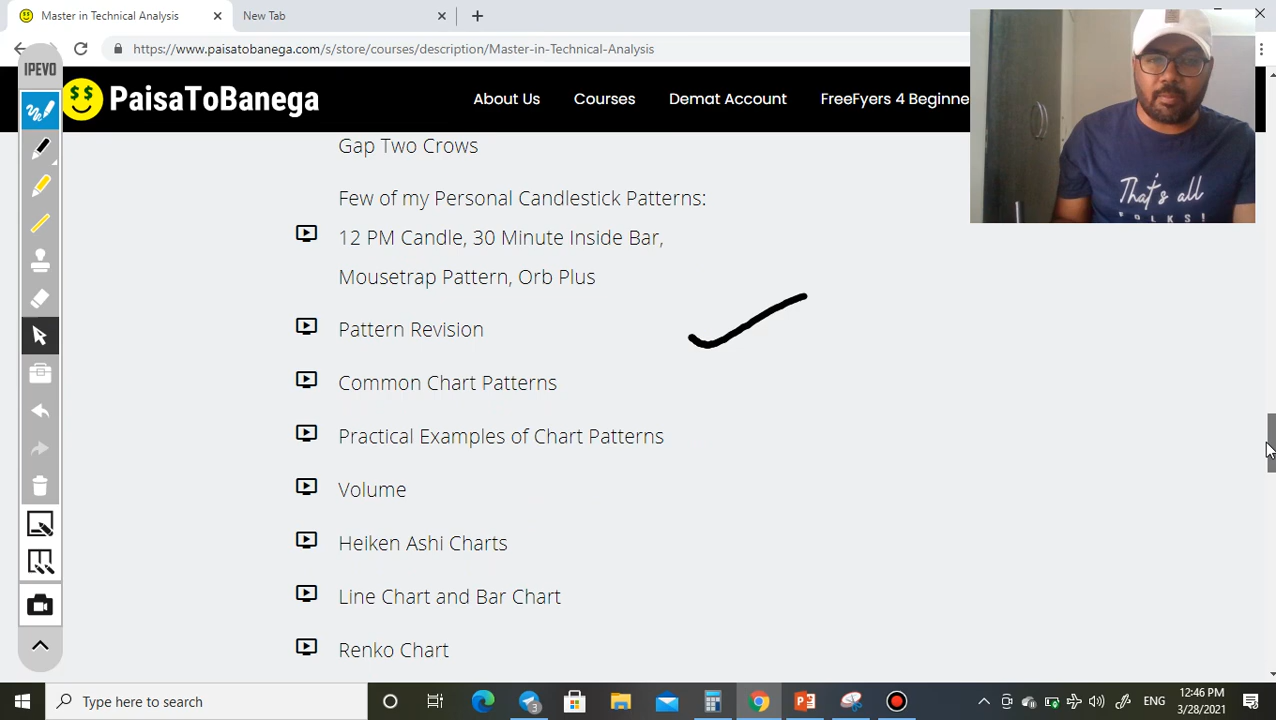 Master in Technical Analysis
New Tab
https://www.paisatobanega.com/s/store/courses/description/Master-in-Technical-Analysis
IPEVO
$$
PaisaToBanega
About Us
Courses
Demat Account
FreeFyers 4 Beginne
That's all
FOLKS!
Gap Two Crows
Few of my Personal Candlestick Patterns:
12 PM Candle, 30 Minute Inside Bar,
Mousetrap Pattern, Orb Plus
Pattern Revision
Common Chart Patterns
Practical Examples of Chart Patterns
Volume
Heiken Ashi Charts
Line Chart and Bar Chart
Renko Chart
Type here to search
3
ENG
12:46 PM
3/28/2021